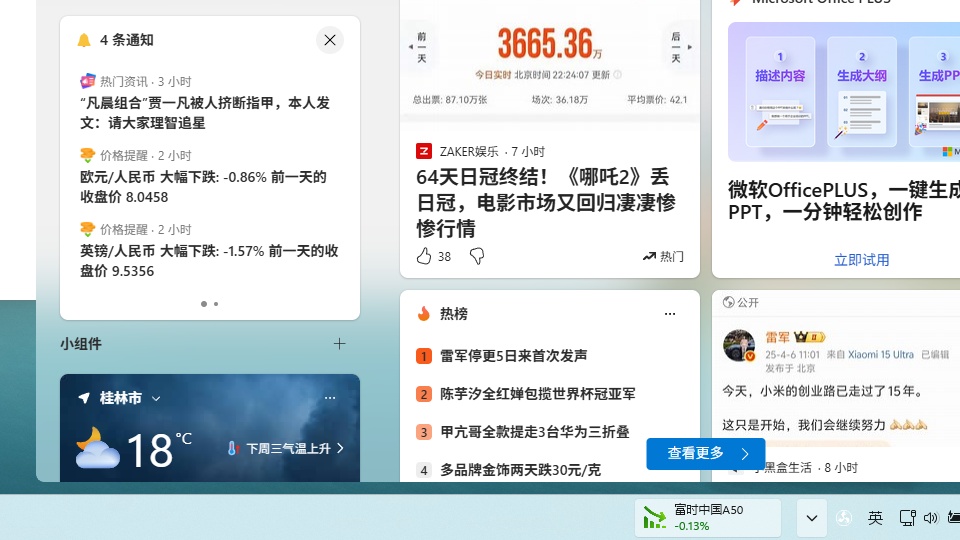 4 条通知
热门资讯 · 3 小时
“凡晨组合”贾一凡被人挤断指甲，本人发
文：请大家理智追星
价格提醒 · 2 小时
欧元/人民币 大幅下跌: -0.86% 前一天的
收盘价 8.0458
价格提醒 · 2 小时
英镑/人民币 大幅下跌: -1.57% 前一天的收
盘价 9.5356
小组件
桂林市
18°C
下周三气温上升
前一天
3665.36万
后一天
今日实时 北京时间 22:24:07 更新
总出票: 87.10万张 场次: 36.18万 平均票价: 42.1
ZAKER娱乐 · 7 小时
64天日冠终结！《哪吒2》丢
日冠，电影市场又回归凄凄惨
惨行情
38
热门
热榜
1 雷军停更5日来首次发声
2 陈芋汐全红婵包揽世界杯冠亚军
3 甲亢哥全款提走3台华为三折叠
4 多品牌金饰两天跌30元/克
查看更多
Microsoft Office PLUS
1
描述内容
2
生成大纲
3
生成PP
微软OfficePLUS，一键生成
PPT，一分钟轻松创作
立即试用
公开
雷军
25-4-6 11:01 来自 Xiaomi 15 Ultra 已编辑
发布于 北京
今天，小米的创业路已走过了15年。
这只是开始，我们会继续努力
黑盒生活 · 8 小时
富时中国A50
-0.13%
英